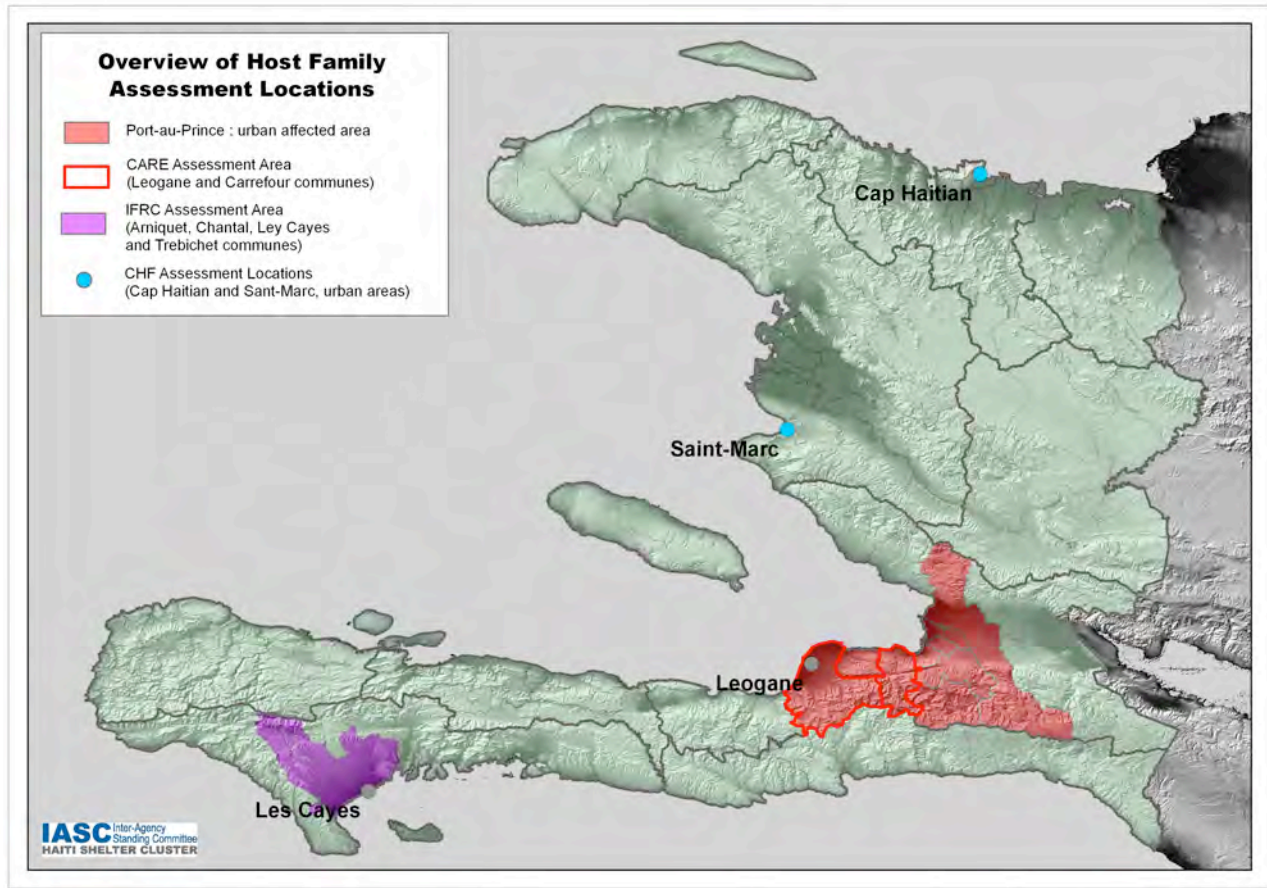 Overview of Host Family
Assessment Locations
Port-au-Prince : urban affected area
CARE Assessment Area
(Leogane and Carrefour communes)
IFRC Assessment Area
(Arniquet, Chantal, Ley Cayes
and Trebichet communes)
CHF Assessment Locations
(Cap Haitian and Sant-Marc, urban areas)
Cap Haitian
Saint-Marc
Leogane
Les Cayes
IASC Inter-Agency
Standing Committee
HAITI SHELTER CLUSTER